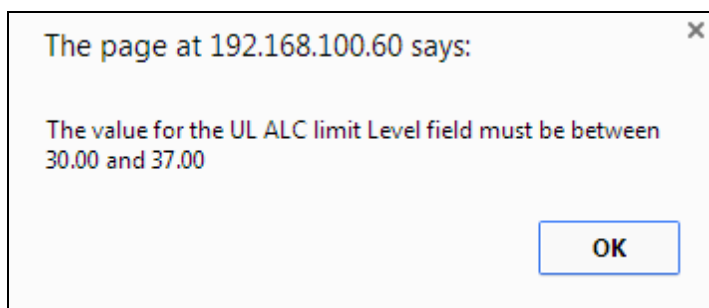 The page at 192.168.100.60 says:
The value for the UL ALC limit Level field must be between
30.00 and 37.00
OK